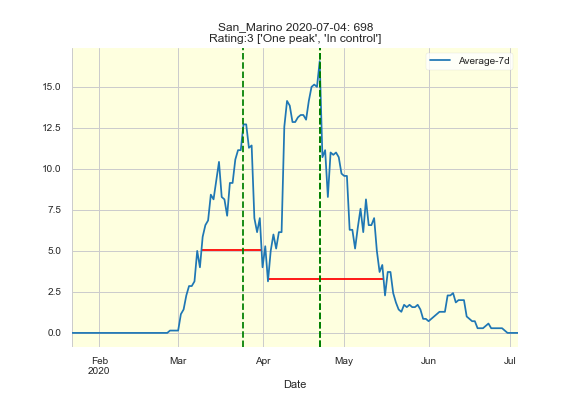 San_Marino 2020-07-04: 698
Rating:3 ['One peak', 'In control']
Average-7d
15.0
12.5
10.0
7.5
5.0
2.5
0.0
Feb
2020
Mar
Apr
May
Jun
Jul
Date